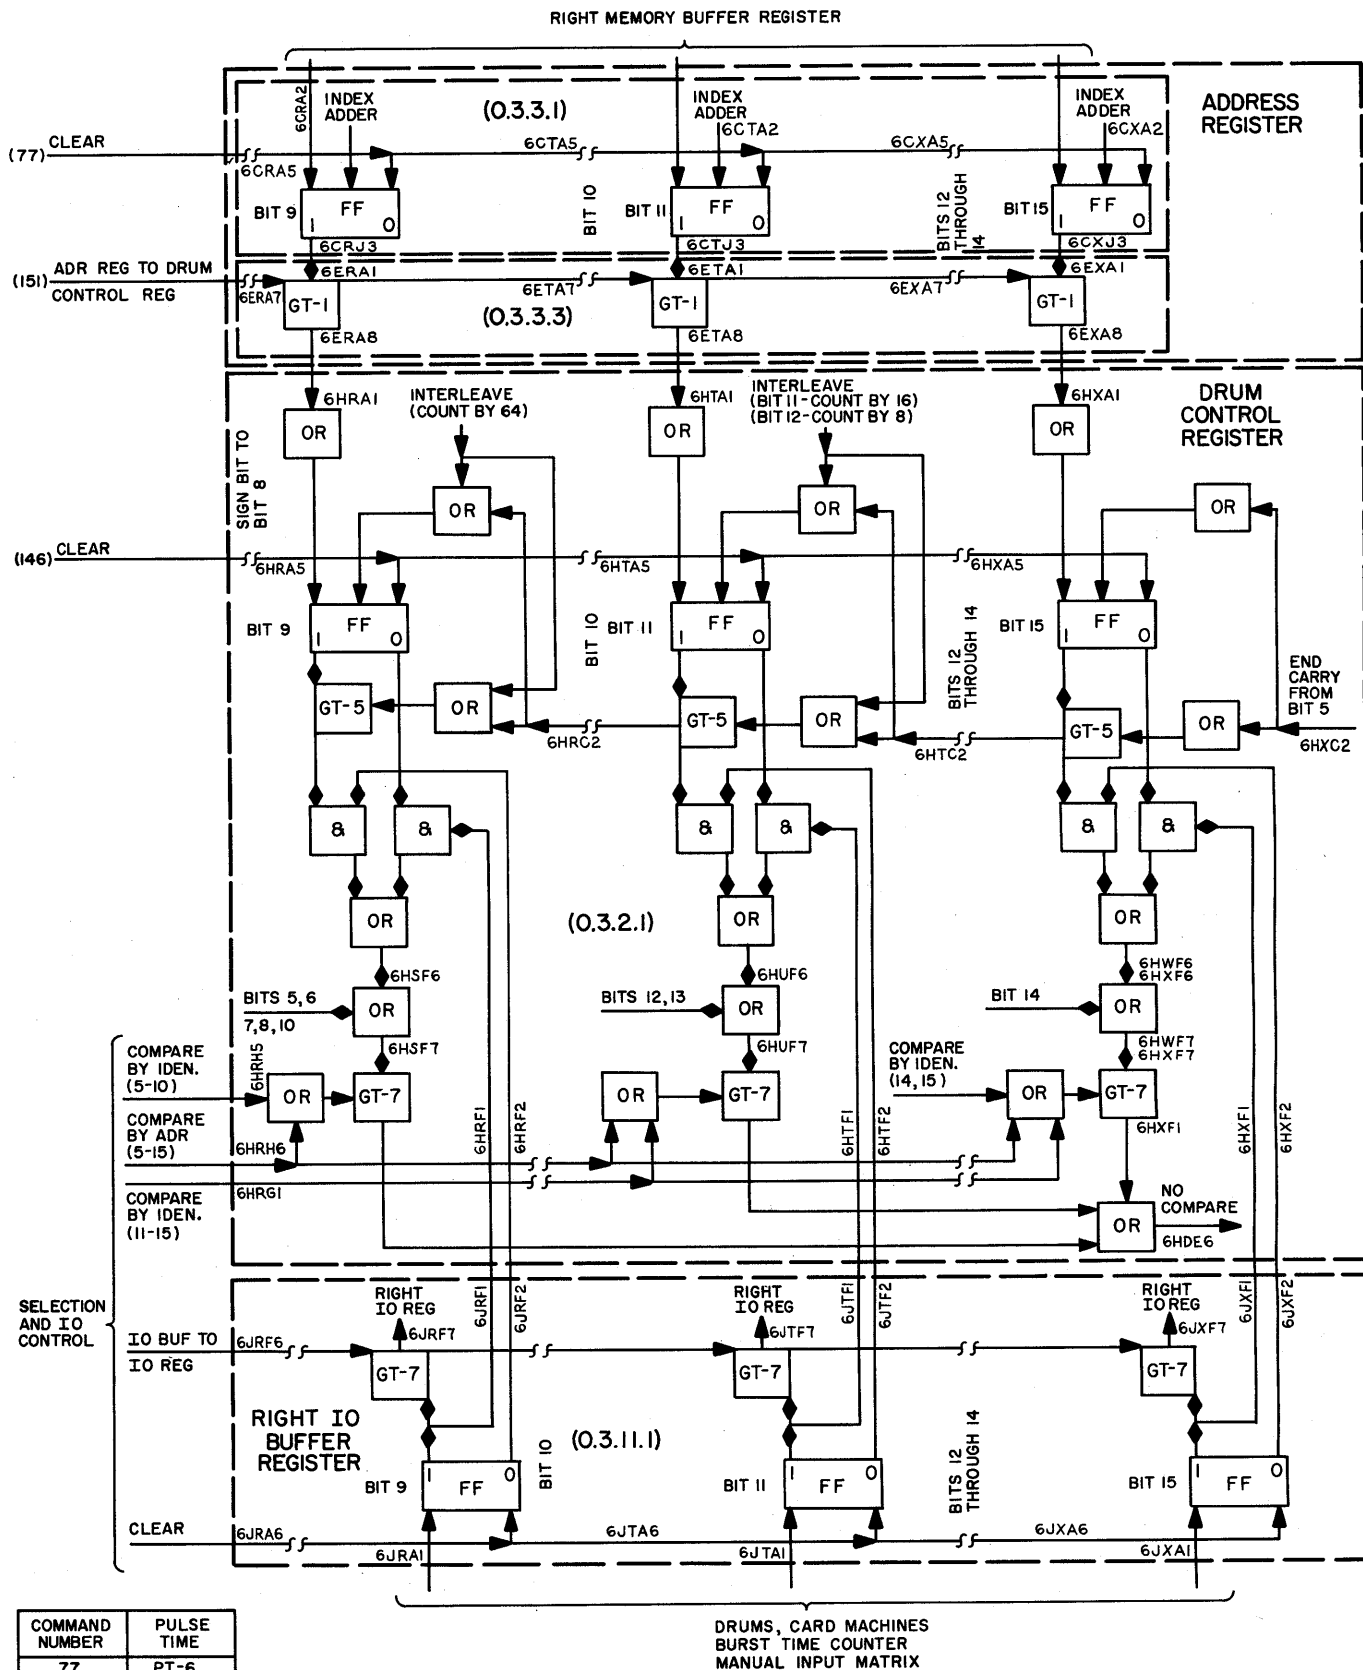 RIGHT MEMORY BUFFER REGISTER
6CRA2
INDEX
ADDER
(0.3.3.1)
INDEX
ADDER
6CTA2
INDEX
ADDER
6CXA2
ADDRESS
REGISTER
(77) CLEAR
6CRA5
6CTA5
6CXA5
BIT 9
FF
1 0
BIT 10
BIT 11
FF
1 0
BITS 12
THROUGH
14
BIT 15
FF
1 0
6CRJ3
6CTJ3
6CXJ3
(151) ADR REG TO DRUM
CONTROL REG
6ERA7
6ERA1
GT-1
6ERA8
(0.3.3.3)
6ETA7
6ETA1
GT-1
6ETA8
6EXA7
6EXA1
GT-1
6EXA8
6HRA1
INTERLEAVE
(COUNT BY 64)
6HTA1
INTERLEAVE
(BIT 11-COUNT BY 16)
(BIT 12-COUNT BY 8)
6HXA1
DRUM
CONTROL
REGISTER
OR
OR
OR
SIGN BIT TO
BIT 8
OR
OR
OR
(146) CLEAR
6HRA5
6HTA5
6HXA5
BIT 9
FF
1 0
BIT 10
BIT 11
FF
1 0
BITS 12
THROUGH 14
BIT 15
FF
1 0
END
CARRY
FROM
BIT 5
GT-5
OR
6HRC2
GT-5
OR
6HTC2
GT-5
OR
6HXC2
&
&
&
&
&
&
OR
OR
OR
(0.3.2.1)
6HSF6
6HUF6
6HWF6
6HXF6
BITS 5,6
7,8,10
OR
BITS 12,13
OR
BIT 14
OR
6HSF7
6HUF7
6HWF7
6HXF7
COMPARE
BY IDEN.
(5-10)
6HRH5
OR
GT-7
OR
GT-7
COMPARE
BY IDEN.
(14,15)
OR
GT-7
6HRF1
6HRF2
6HTF1
6HTF2
6HXF1
6HXF1
6HXF2
COMPARE
BY ADR
(5-15)
6HRH6
6HRG1
COMPARE
BY IDEN.
(11-15)
OR
NO
COMPARE
6HDE6
SELECTION
AND IO
CONTROL
RIGHT
IO REG
6JRF7
6JRF1
6JRF2
RIGHT
IO REG
6JTF7
6JTF1
6JTF2
RIGHT
IO REG
6JXF7
6JXF1
6JXF2
IO BUF TO
IO REG
6JRF6
GT-7
GT-7
GT-7
RIGHT IO
BUFFER
REGISTER
(0.3.11.1)
BIT 9
1 0
FF
BIT 10
BIT 11
1 0
FF
BITS 12
THROUGH 14
BIT 15
1 0
FF
CLEAR
6JRA6
6JRA1
6JTA6
6JTA1
6JXA6
6JXA1
DRUMS, CARD MACHINES
BURST TIME COUNTER
MANUAL INPUT MATRIX
COMMAND
NUMBER
PULSE
TIME
77 PT-6